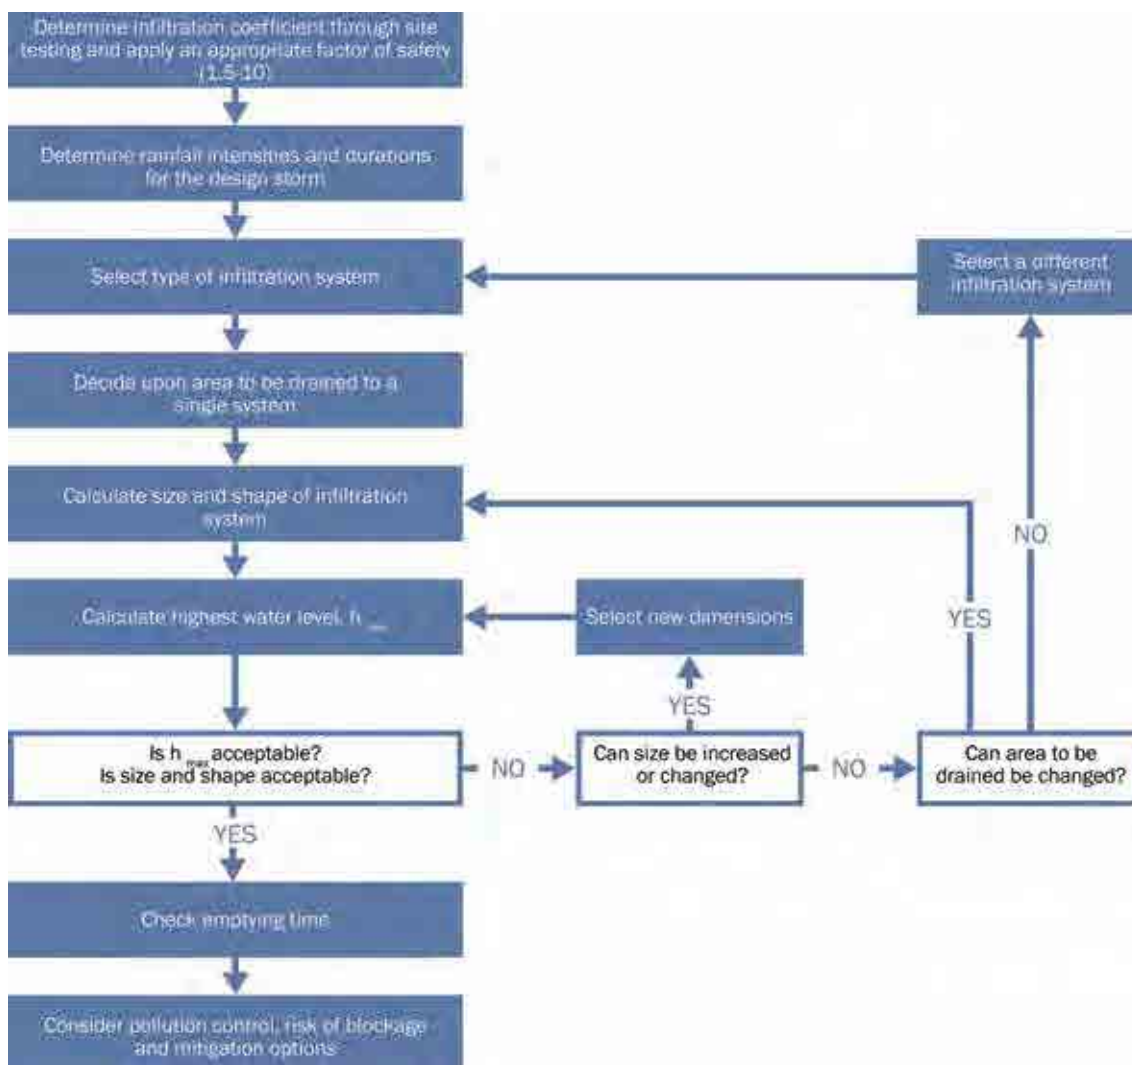 Determine infiltration coefficient through site
testing and apply an appropriate factor of safety
(1.5-10)
Determine rainfall intensities and durations
for the design storm
Select type of infiltration system
Select a different
infiltration system
Decide upon area to be drained to a
single system
Calculate size and shape of infiltration
system
NO
Calculate highest water level, h
Select new dimensions
YES
YES
Is h max acceptable?
Is size and shape acceptable?
NO
Can size be increased
or changed?
NO
Can area to be
drained be changed?
YES
Check emptying time
Consider pollution control, risk of blockage
and mitigation options